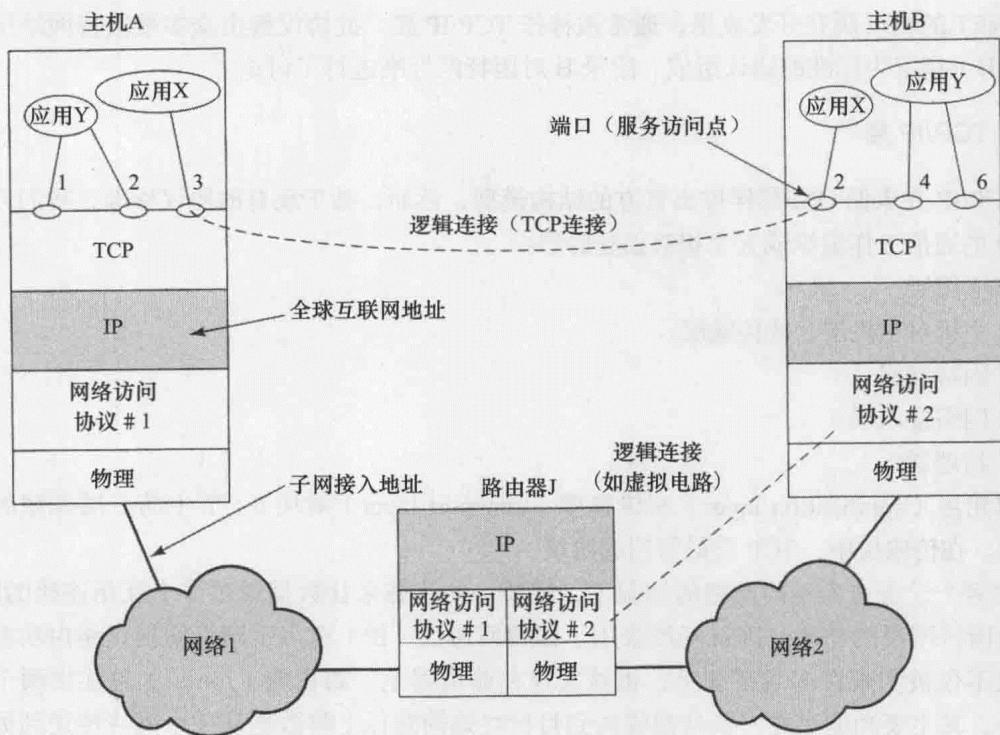 主机A
主机B
应用Y
应用X
1
2
3
应用X
应用Y
2
4
6
端口（服务访问点）
逻辑连接（TCP连接）
TCP
TCP
IP
全球互联网地址
IP
网络访问
协议＃1
网络访问
协议＃2
物理
物理
子网接入地址
路由器J
逻辑连接
（如虚拟电路）
IP
网络访问
协议＃1
网络访问
协议＃2
物理
物理
网络1
网络2